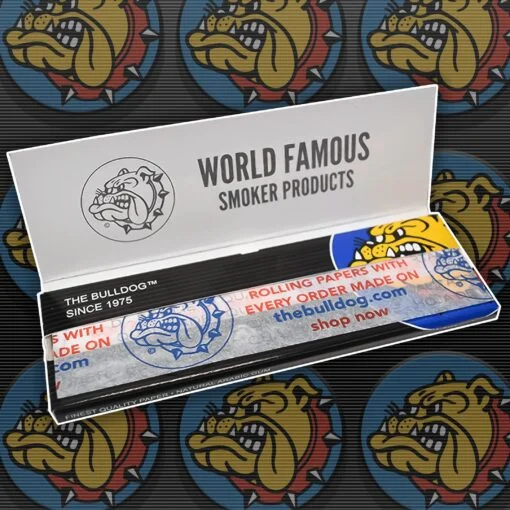 WORLD FAMOUS
SMOKER PRODUCTS
THE BULLDOG™
SINCE 1975
ROLLING PAPERS WITH
EVERY ORDER MADE ON
thebulldog.com
shop now
S WITH
ADE ON
.com
FINEST QUALITY PAPER • NATURAL ARABIC GUM